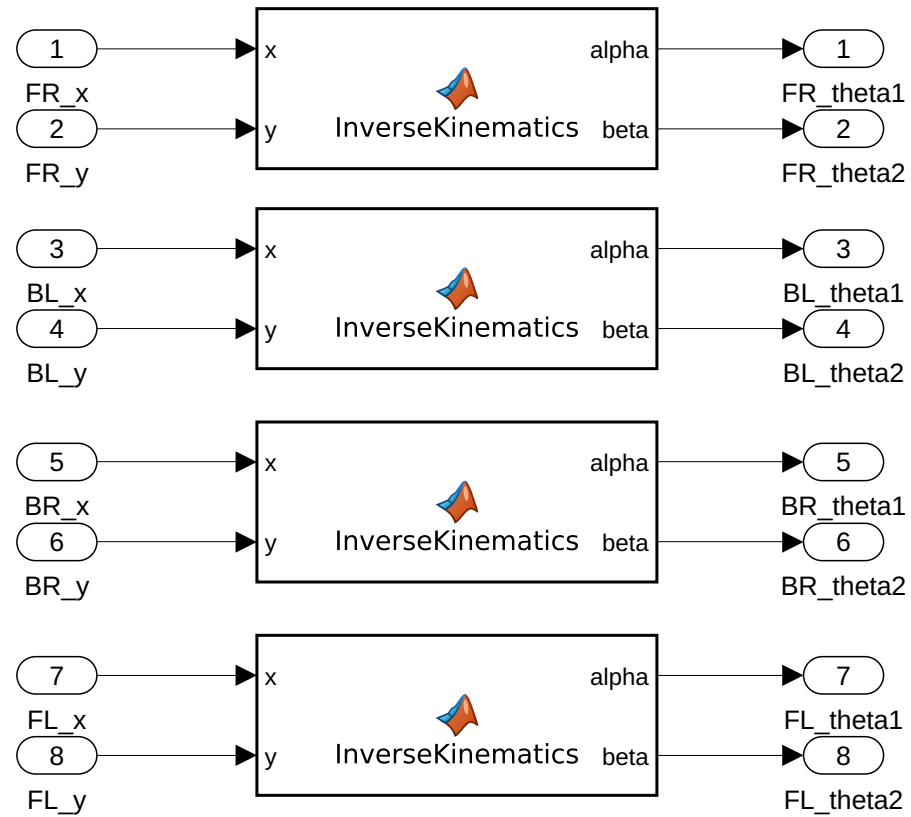 1 x alpha 1
FR_x InverseKinematics FR_theta1
2 y beta 2
FR_y FR_theta2
3 x alpha 3
BL_x InverseKinematics BL_theta1
4 y beta 4
BL_y BL_theta2
5 x alpha 5
BR_x InverseKinematics BR_theta1
6 y beta 6
BR_y BR_theta2
7 x alpha 7
FL_x InverseKinematics FL_theta1
8 y beta 8
FL_y FL_theta2